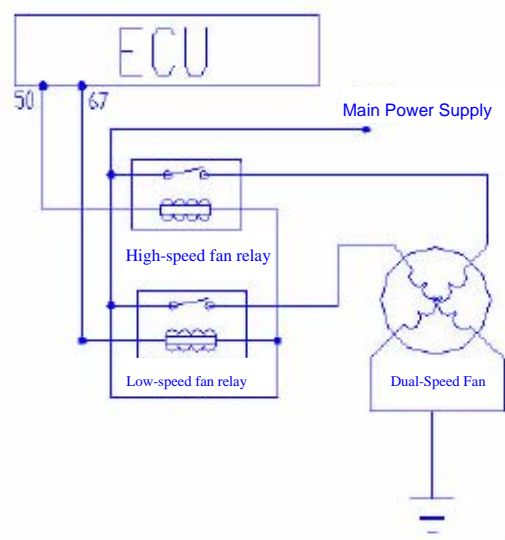 ECU
50 67
Main Power Supply
High-speed fan relay
Low-speed fan relay
Dual-Speed Fan